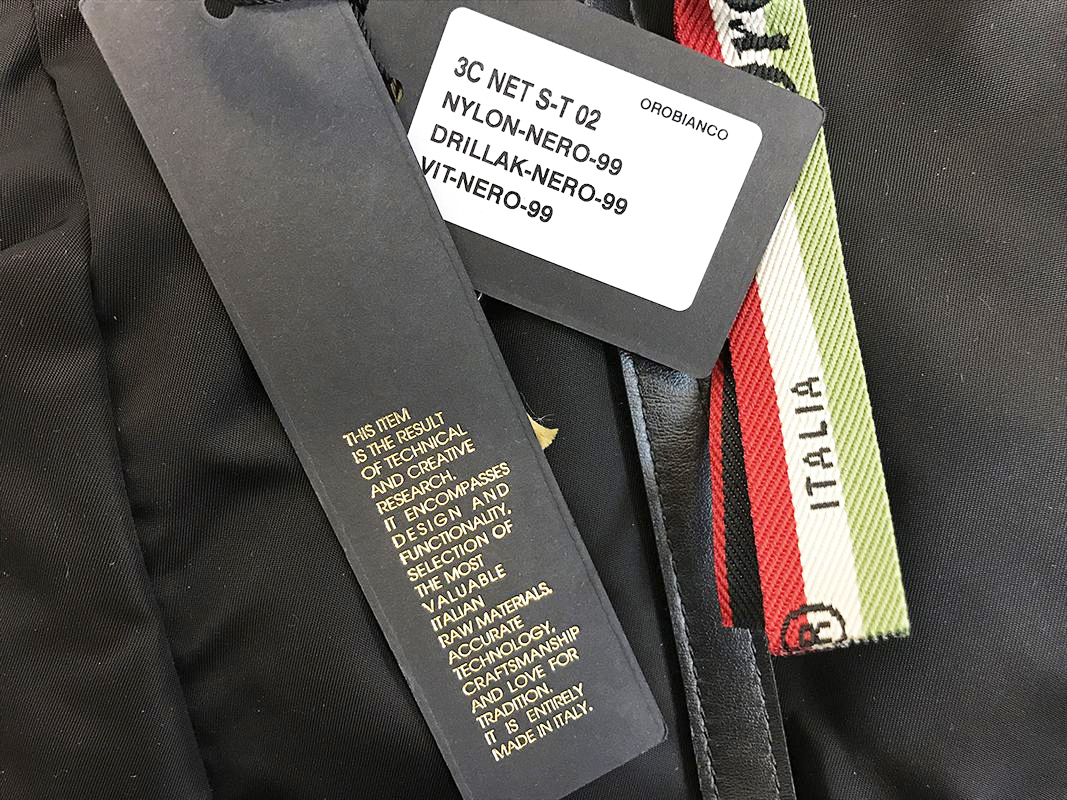 3C NET S-T 02
OROBIANCO
NYLON-NERO-99
DRILLAK-NERO-99
VIT-NERO-99
THIS ITEM
IS THE RESULT
OF TECHNICAL
AND CREATIVE
RESEARCH.
IT ENCOMPASSES
DESIGN AND
FUNCTIONALITY,
SELECTION OF
THE MOST
VALUABLE
ITALIAN
RAW MATERIALS,
ACCURATE
TECHNOLOGY,
CRAFTSMANSHIP
AND LOVE FOR
TRADITION.
IT IS ENTIRELY
MADE IN ITALY.
ITALIA
®